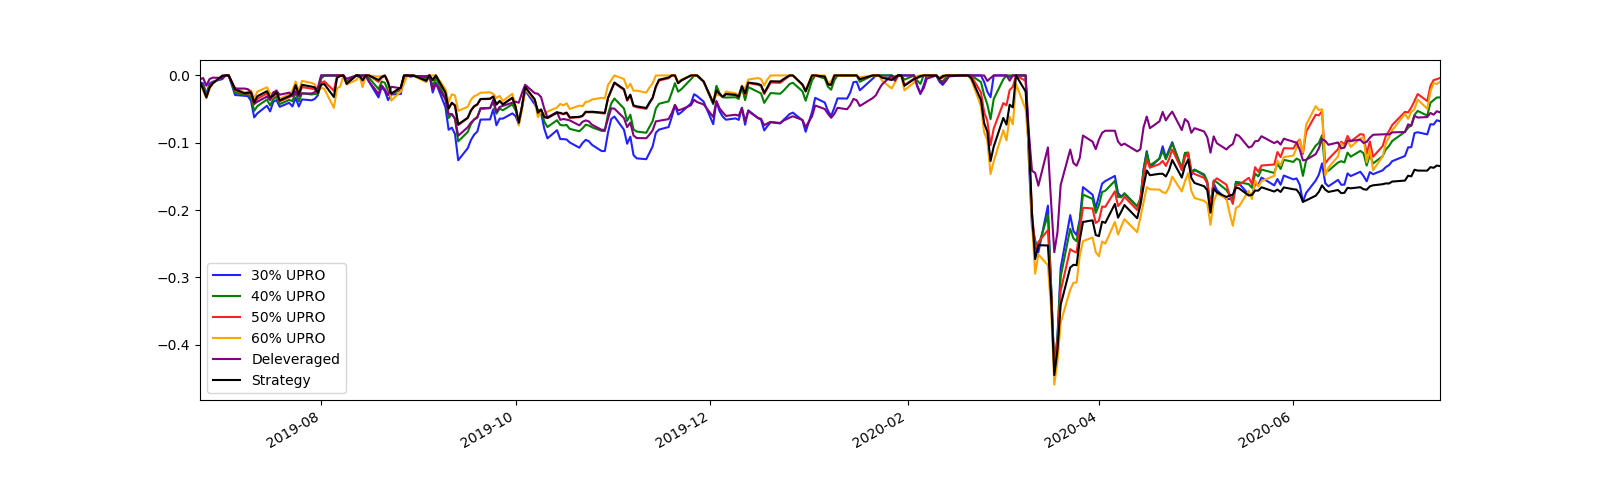 0.0
−0.1
−0.2
−0.3
−0.4
30% UPRO
40% UPRO
50% UPRO
60% UPRO
Deleveraged
Strategy
2019-08
2019-10
2019-12
2020-02
2020-04
2020-06